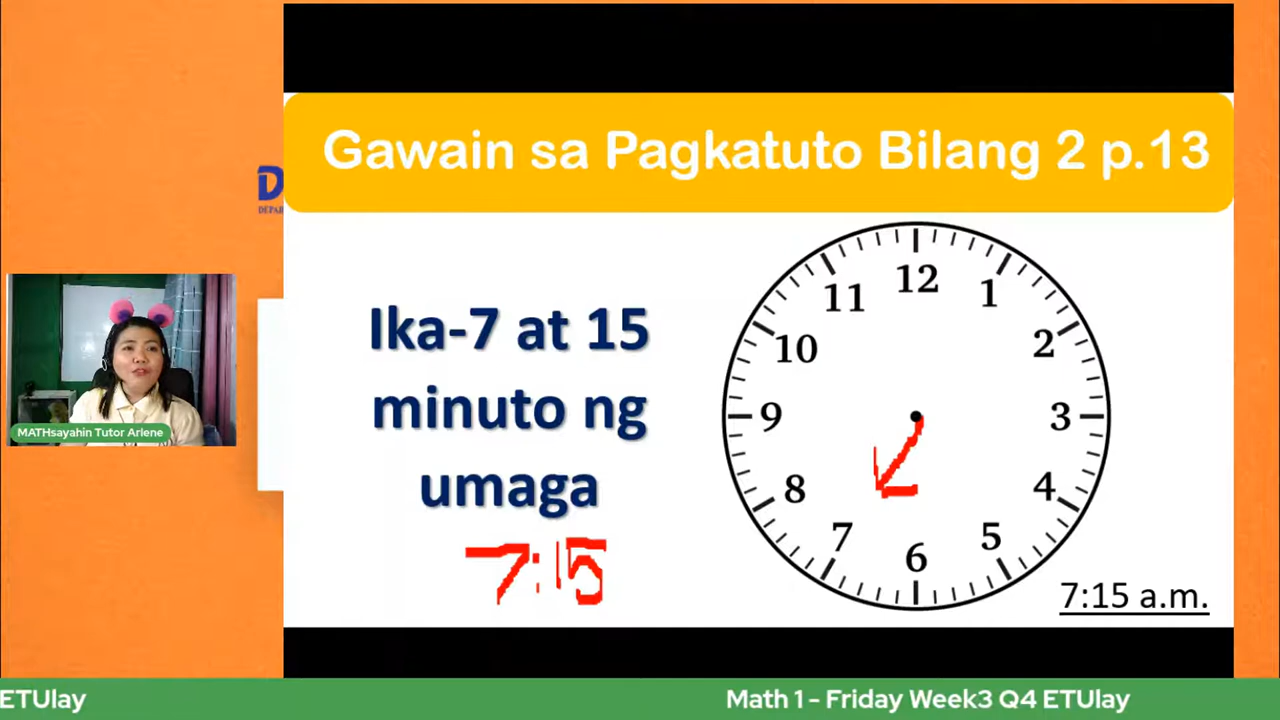 Gawain sa Pagkatuto Bilang 2 p.13
D
DEPAR
Ika-7 at 15
minuto ng
umaga
7:15
12
1
2
3
4
5
6
7
8
9
10
11
7:15 a.m.
MATHsayahin Tutor Arlene
ETUlay
Math 1 - Friday Week3 Q4 ETUlay